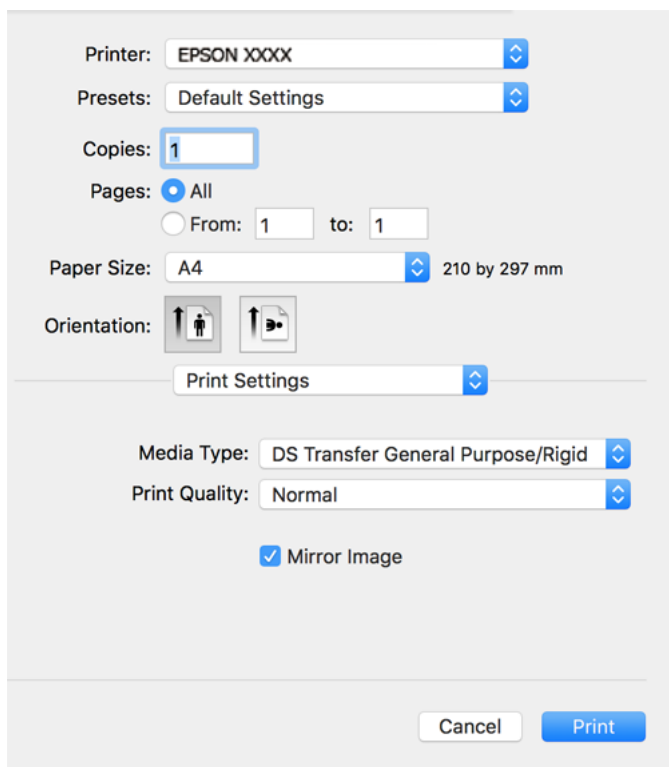 Printer: EPSON XXXX
Presets: Default Settings
Copies: 1
Pages: All
From: 1 to: 1
Paper Size: A4 210 by 297 mm
Orientation:
Print Settings
Media Type: DS Transfer General Purpose/Rigid
Print Quality: Normal
Mirror Image
Cancel Print